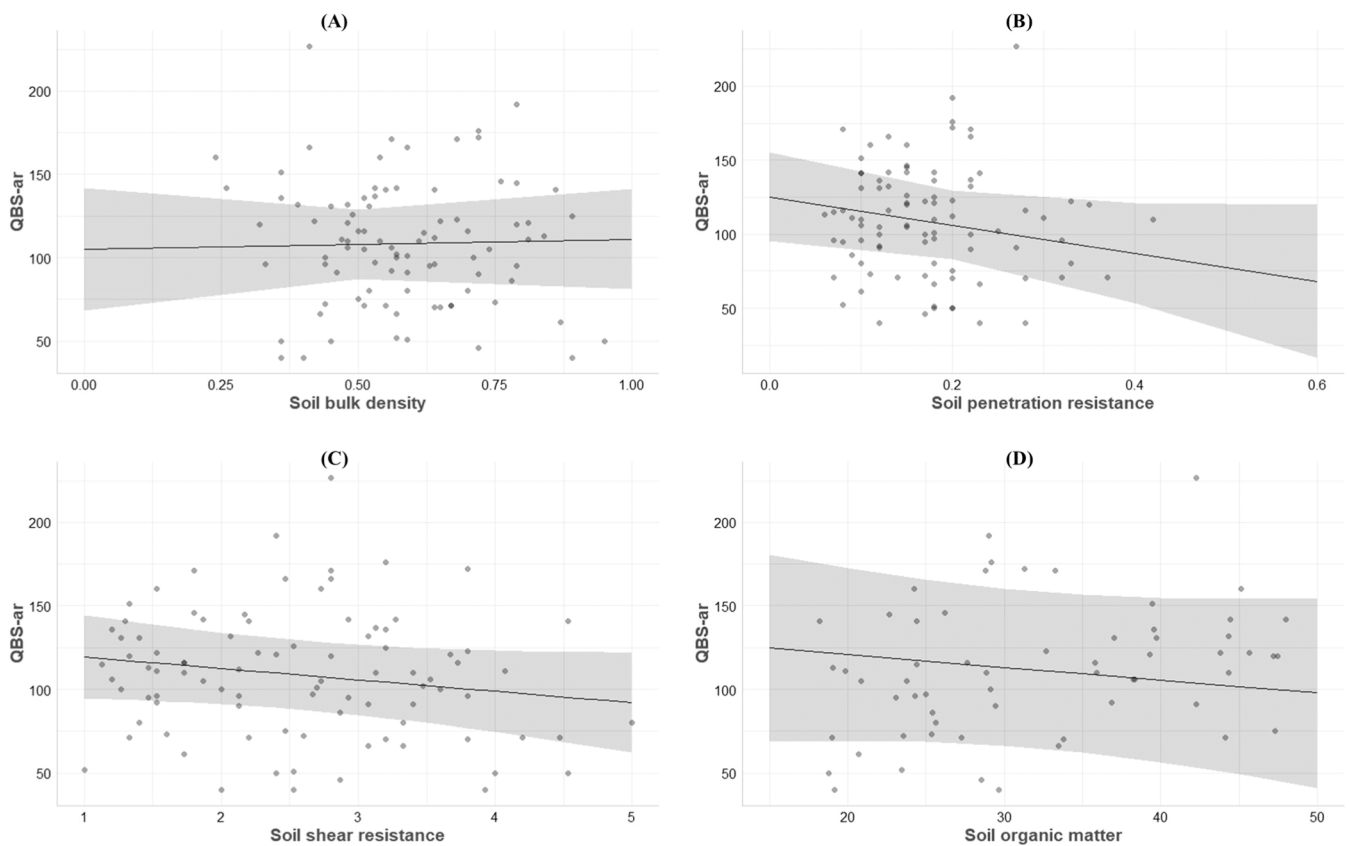 (A)
QBS-ar
200
150
100
50
0.00 0.25 0.50 0.75 1.00
Soil bulk density
(B)
QBS-ar
200
150
100
50
0.0 0.2 0.4 0.6
Soil penetration resistance
(C)
QBS-ar
200
150
100
50
1 2 3 4 5
Soil shear resistance
(D)
QBS-ar
200
150
100
50
20 30 40 50
Soil organic matter